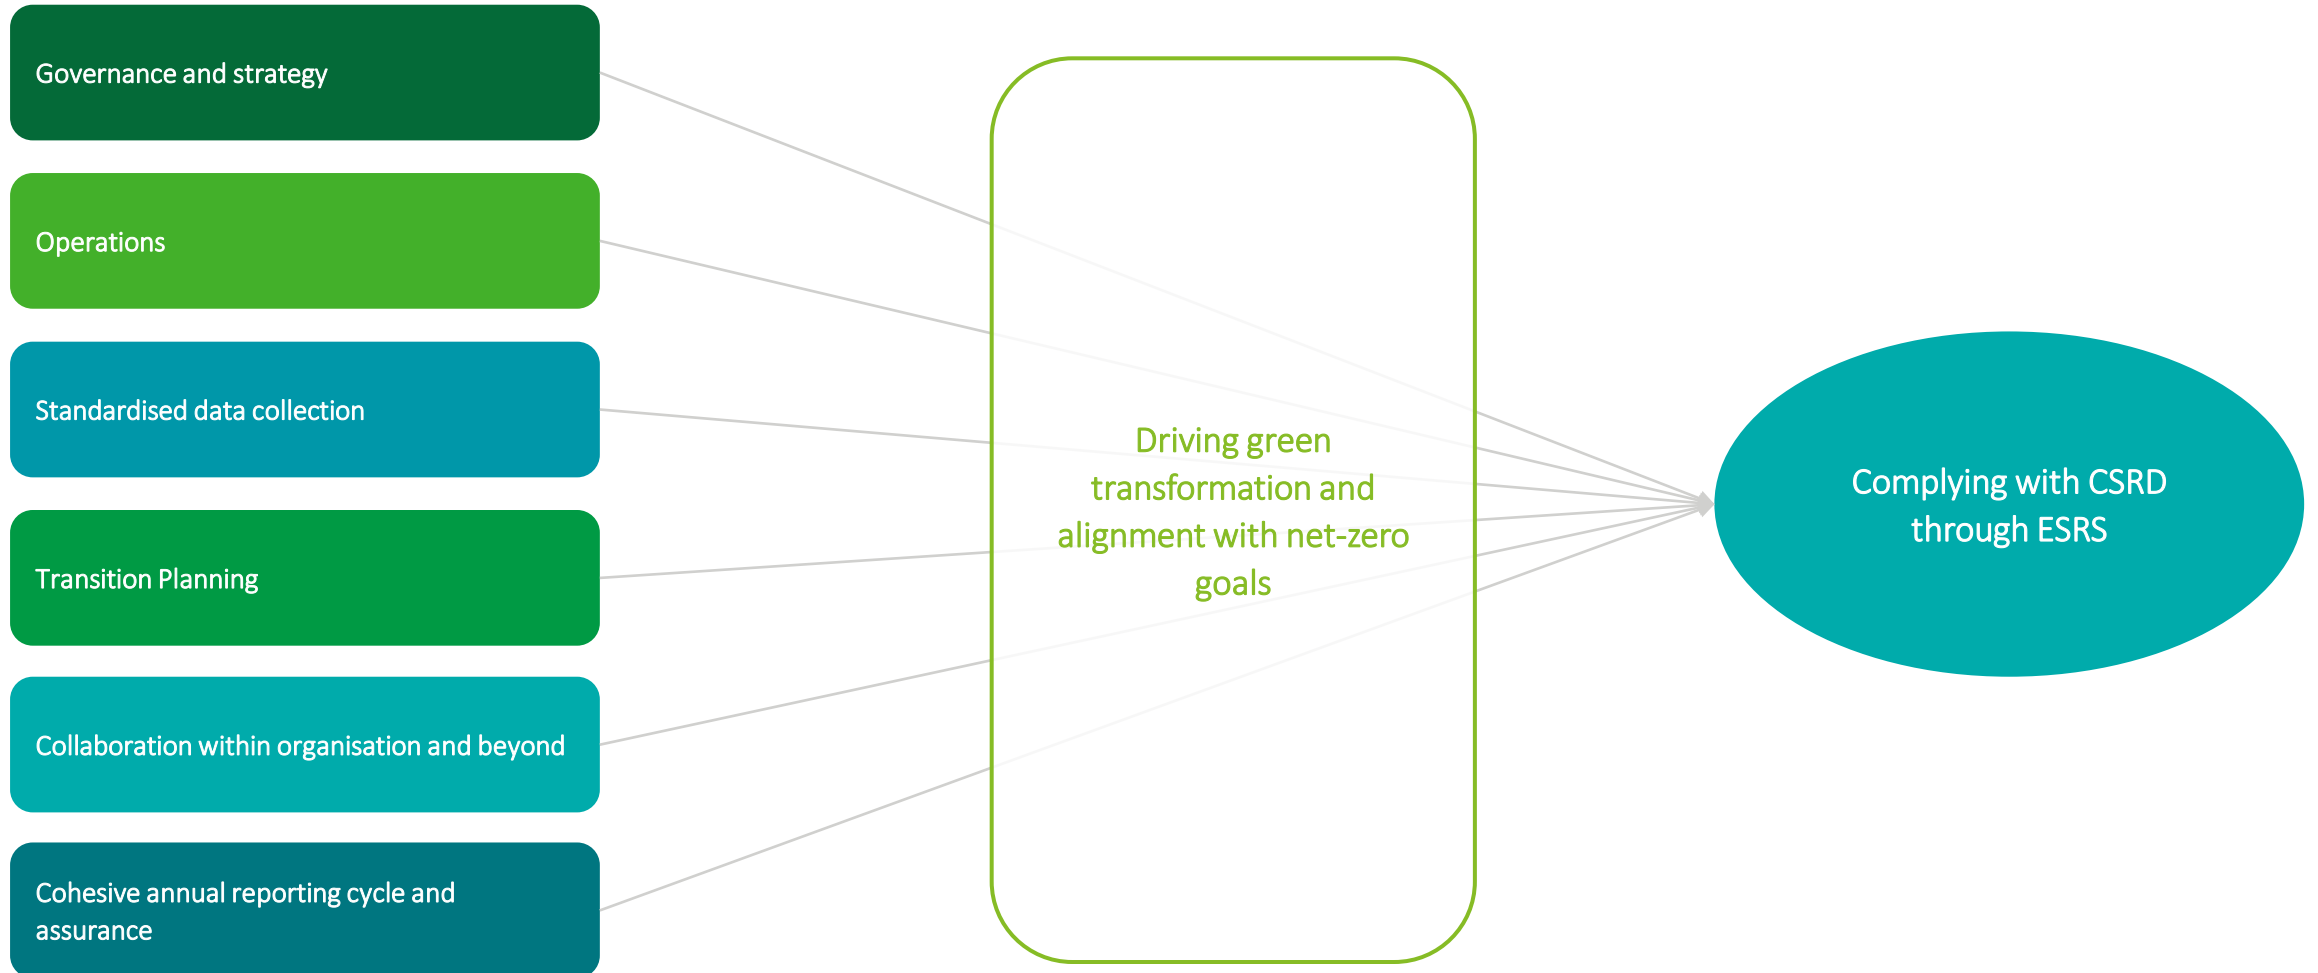 Governance and strategy
Operations
Standardised data collection
Transition Planning
Collaboration within organisation and beyond
Cohesive annual reporting cycle and
assurance
Driving green
transformation and
alignment with net-zero
goals
Complying with CSRD
through ESRS